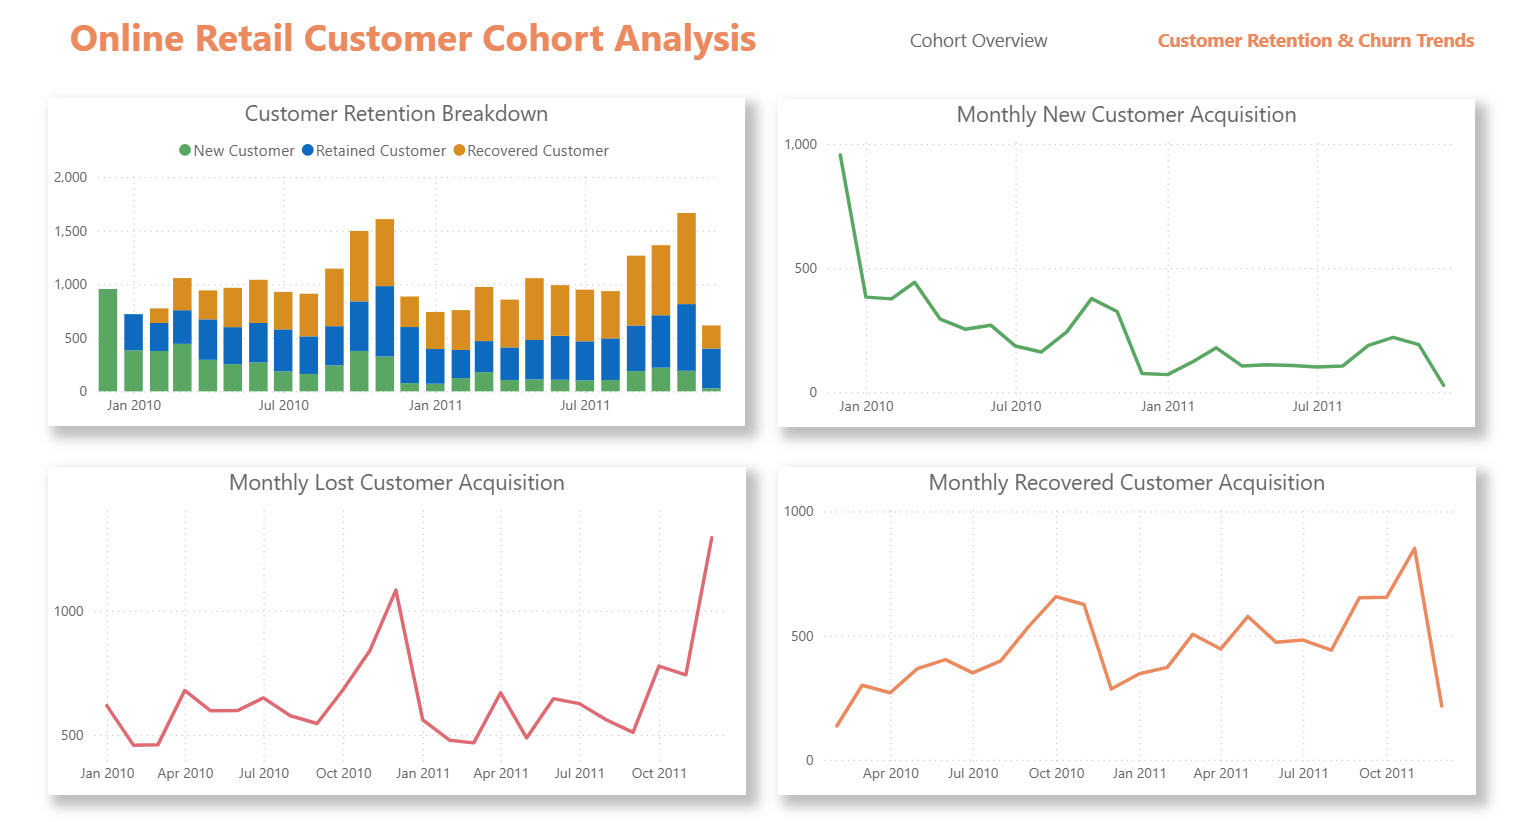 Online Retail Customer Cohort Analysis
Cohort Overview
Customer Retention & Churn Trends
Customer Retention Breakdown
New Customer Retained Customer Recovered Customer
2,000
1,500
1,000
500
0
Jan 2010 Jul 2010 Jan 2011 Jul 2011
Monthly New Customer Acquisition
1,000
500
0
Jan 2010 Jul 2010 Jan 2011 Jul 2011
Monthly Lost Customer Acquisition
1000
500
Jan 2010 Apr 2010 Jul 2010 Oct 2010 Jan 2011 Apr 2011 Jul 2011 Oct 2011
Monthly Recovered Customer Acquisition
1000
500
0
Apr 2010 Jul 2010 Oct 2010 Jan 2011 Apr 2011 Jul 2011 Oct 2011